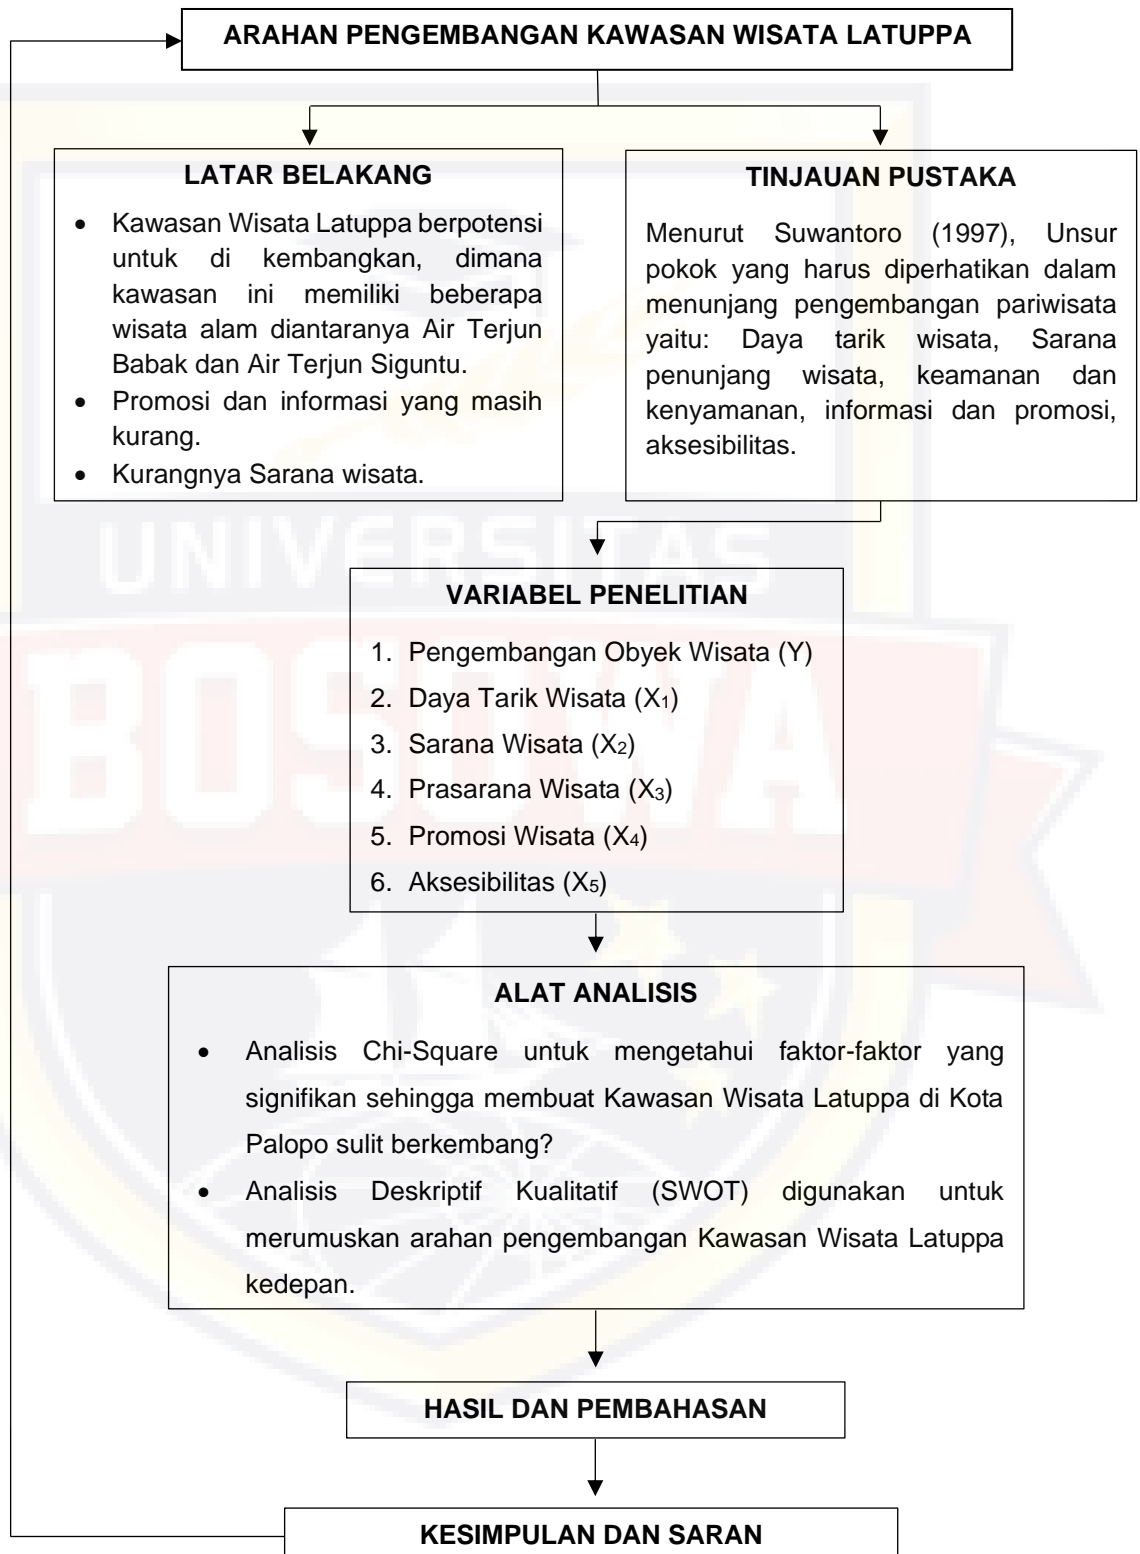 ARAHAN PENGEMBANGAN KAWASAN WISATA LATUPPA
LATAR BELAKANG
• Kawasan Wisata Latuppa berpotensi
untuk di kembangkan, dimana
kawasan ini memiliki beberapa
wisata alam diantaranya Air Terjun
Babak dan Air Terjun Siguntu.
• Promosi dan informasi yang masih
kurang.
• Kurangnya Sarana wisata.
TINJAUAN PUSTAKA
Menurut Suwantoro (1997), Unsur
pokok yang harus diperhatikan dalam
menunjang pengembangan pariwisata
yaitu: Daya tarik wisata, Sarana
penunjang wisata, keamanan dan
kenyamanan, informasi dan promosi,
aksesibilitas.
UNIVERSITAS
BOSOWA
VARIABEL PENELITIAN
1. Pengembangan Obyek Wisata (Y)
2. Daya Tarik Wisata (X₁)
3. Sarana Wisata (X₂)
4. Prasarana Wisata (X₃)
5. Promosi Wisata (X₄)
6. Aksesibilitas (X₅)
ALAT ANALISIS
• Analisis Chi-Square untuk mengetahui faktor-faktor yang
signifikan sehingga membuat Kawasan Wisata Latuppa di Kota
Palopo sulit berkembang?
• Analisis Deskriptif Kualitatif (SWOT) digunakan untuk
merumuskan arahan pengembangan Kawasan Wisata Latuppa
kedepan.
HASIL DAN PEMBAHASAN
KESIMPULAN DAN SARAN